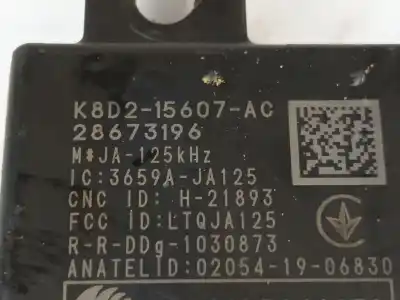 K8D2-15607-AC
28673196
M#JA-125kHz
IC:3659A-JA125
CNC ID: H-21893
FCC ID:LTQJA125
R-R-DDg-1030873
ANATELID:02054-19-06830